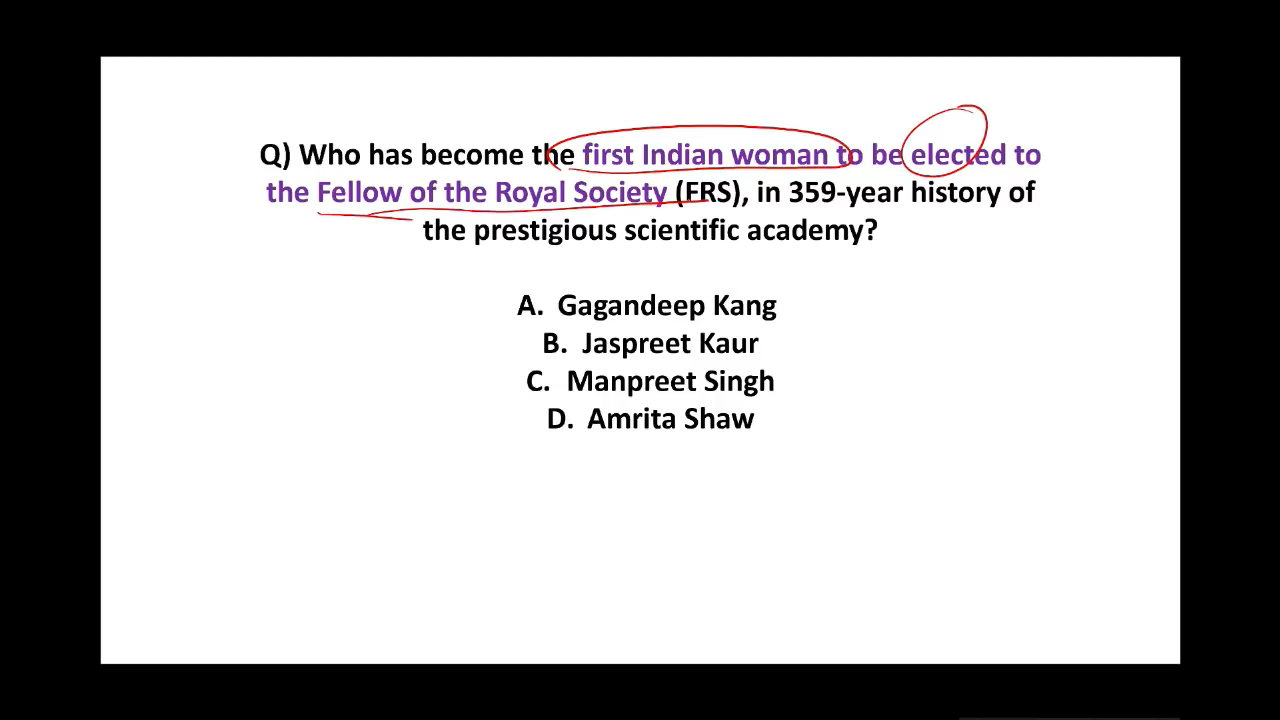 Q) Who has become the first Indian woman to be elected to
the Fellow of the Royal Society (FRS), in 359-year history of
the prestigious scientific academy?
A. Gagandeep Kang
B. Jaspreet Kaur
C. Manpreet Singh
D. Amrita Shaw